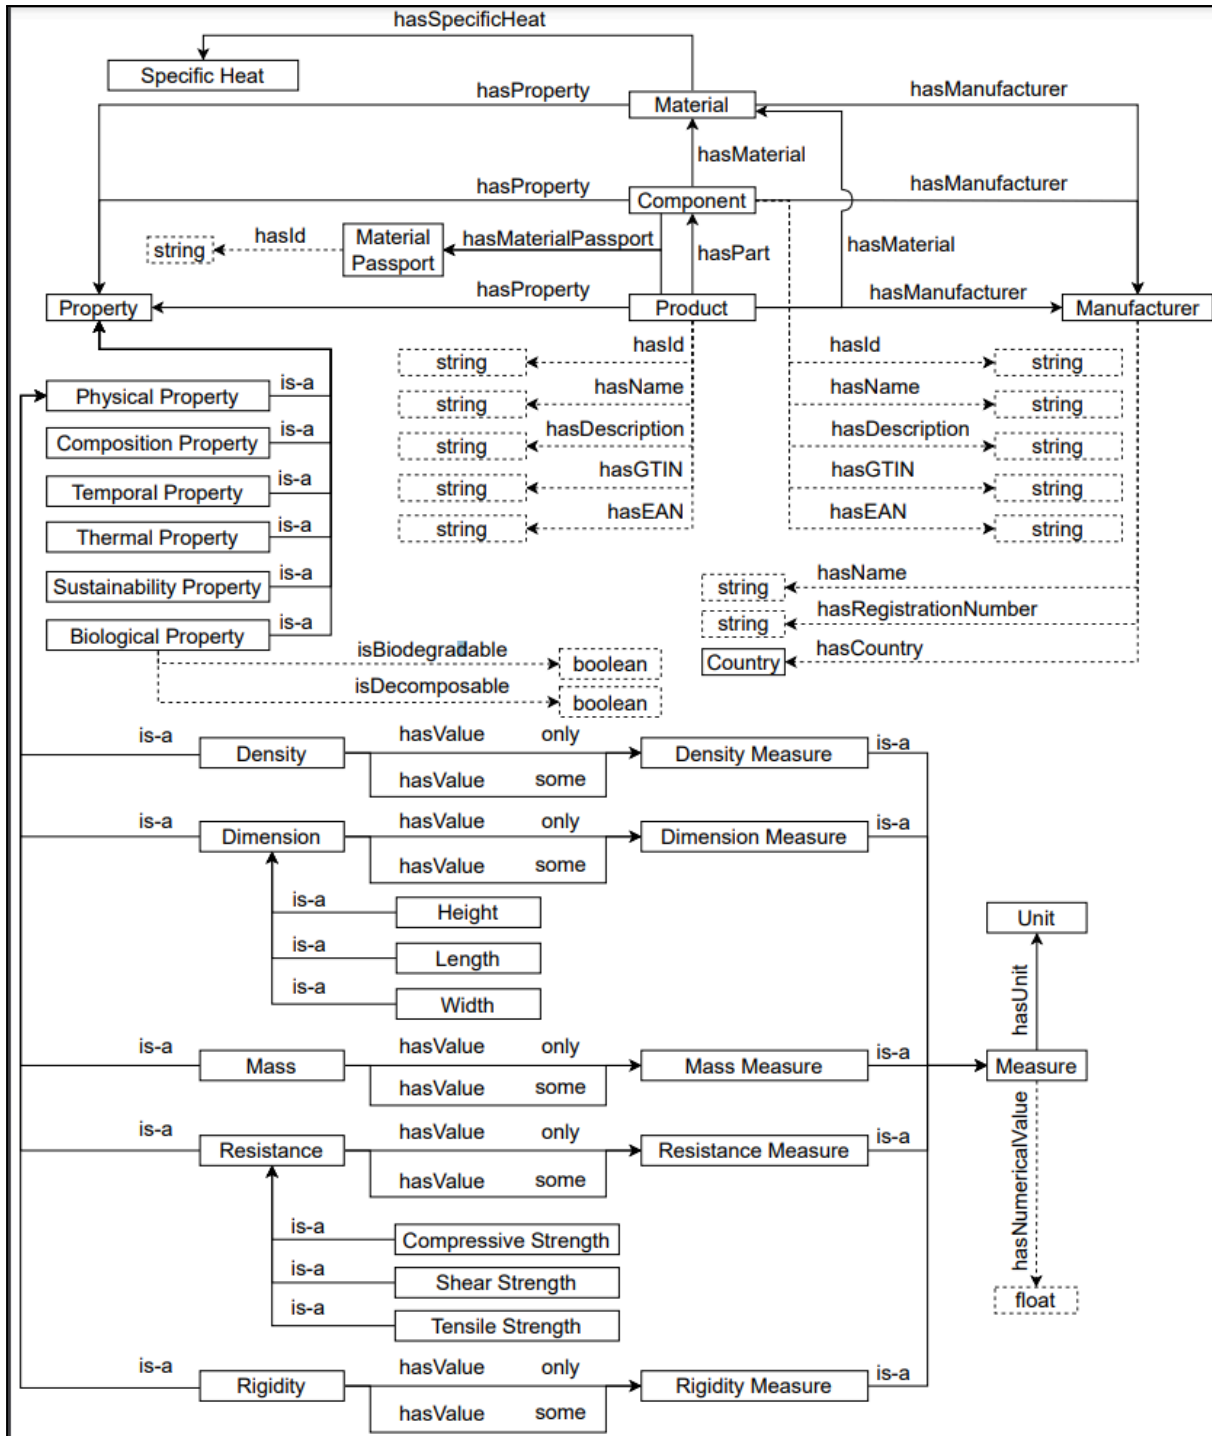 hasSpecificHeat
Specific Heat
hasProperty
Material
hasManufacturer
hasMaterial
hasProperty
Component
hasManufacturer
string
hasId
Material
Passport
hasMaterialPassport
hasPart
hasMaterial
hasProperty
hasManufacturer
Property
Product
Manufacturer
hasId
string
hasName
string
hasDescription
string
hasGTIN
string
hasEAN
string
hasId
string
hasName
string
hasDescription
string
hasGTIN
string
hasEAN
string
Physical Property
is-a
Composition Property
is-a
Temporal Property
is-a
Thermal Property
is-a
Sustainability Property
is-a
Biological Property
is-a
string
hasName
string
hasRegistrationNumber
Country
hasCountry
isBiodegradable
boolean
isDecomposable
boolean
is-a
Density
hasValue only
hasValue some
Density Measure
is-a
is-a
Dimension
hasValue only
hasValue some
Dimension Measure
is-a
is-a
Height
is-a
Length
is-a
Width
Unit
hasUnit
is-a
Mass
hasValue only
hasValue some
Mass Measure
is-a
Measure
hasNumericalValue
float
is-a
Resistance
hasValue only
hasValue some
Resistance Measure
is-a
is-a
Compressive Strength
is-a
Shear Strength
is-a
Tensile Strength
is-a
Rigidity
hasValue only
hasValue some
Rigidity Measure
is-a